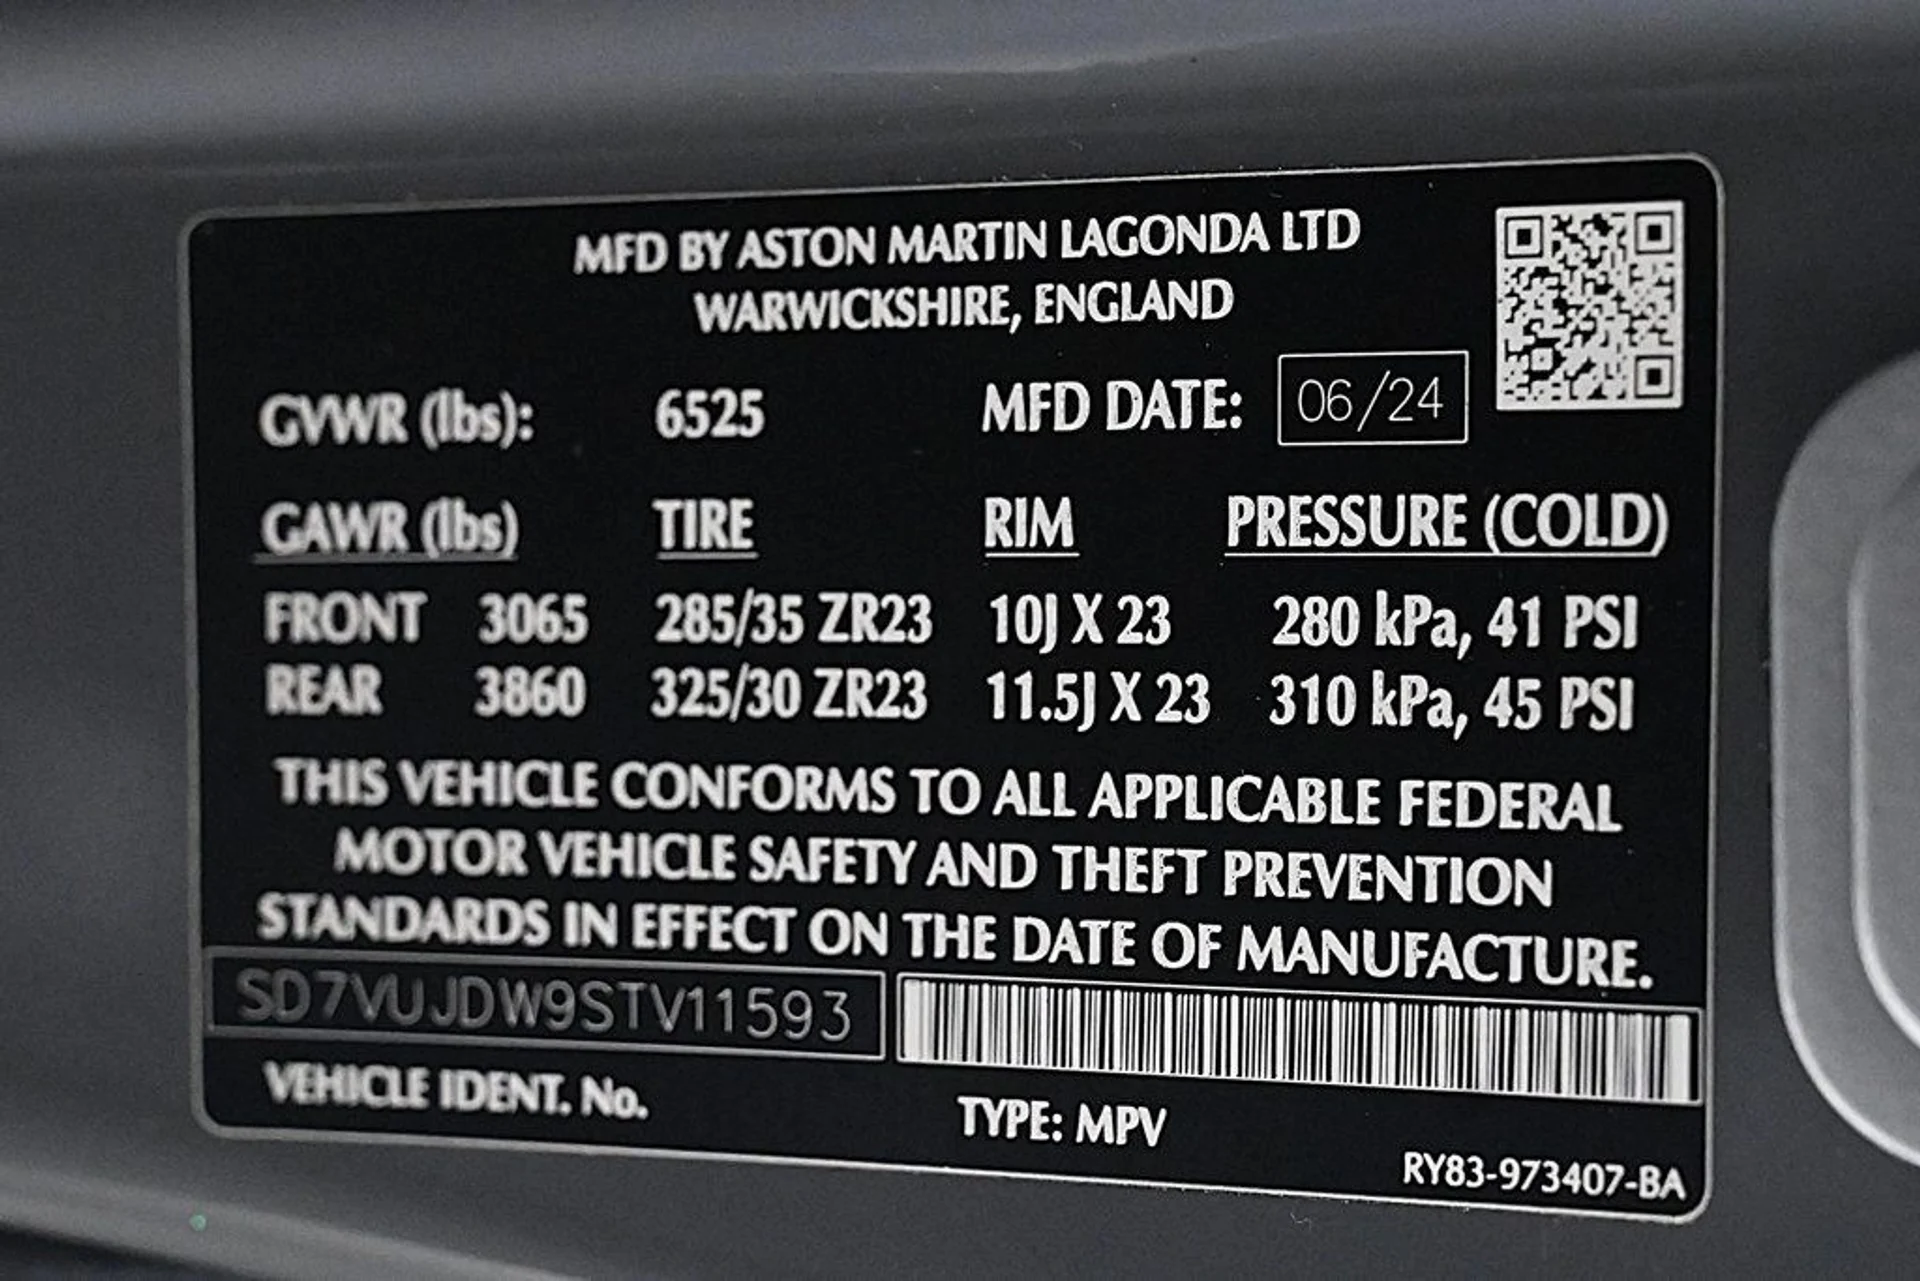 MFD BY ASTON MARTIN LAGONDA LTD
WARWICKSHIRE, ENGLAND
GVWR (lbs): 6525 MFD DATE: 06/24
GAWR (lbs) TIRE RIM PRESSURE (COLD)
FRONT 3065 285/35 ZR23 10J X 23 280 kPa, 41 PSI
REAR 3860 325/30 ZR23 11.5J X 23 310 kPa, 45 PSI
THIS VEHICLE CONFORMS TO ALL APPLICABLE FEDERAL
MOTOR VEHICLE SAFETY AND THEFT PREVENTION
STANDARDS IN EFFECT ON THE DATE OF MANUFACTURE.
SD7VUJDW9STV11593
VEHICLE IDENT. No.
TYPE: MPV
RY83-973407-BA